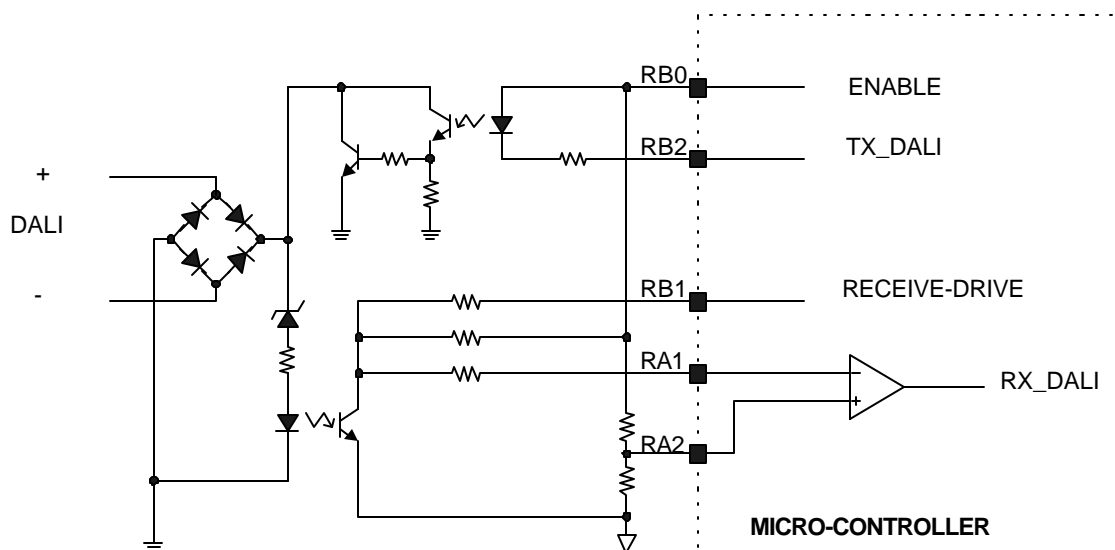 RB0
ENABLE
RB2
TX_DALI
+
DALI
-
RB1
RECEIVE-DRIVE
RA1
-
RX_DALI
+
RA2
MICRO-CONTROLLER